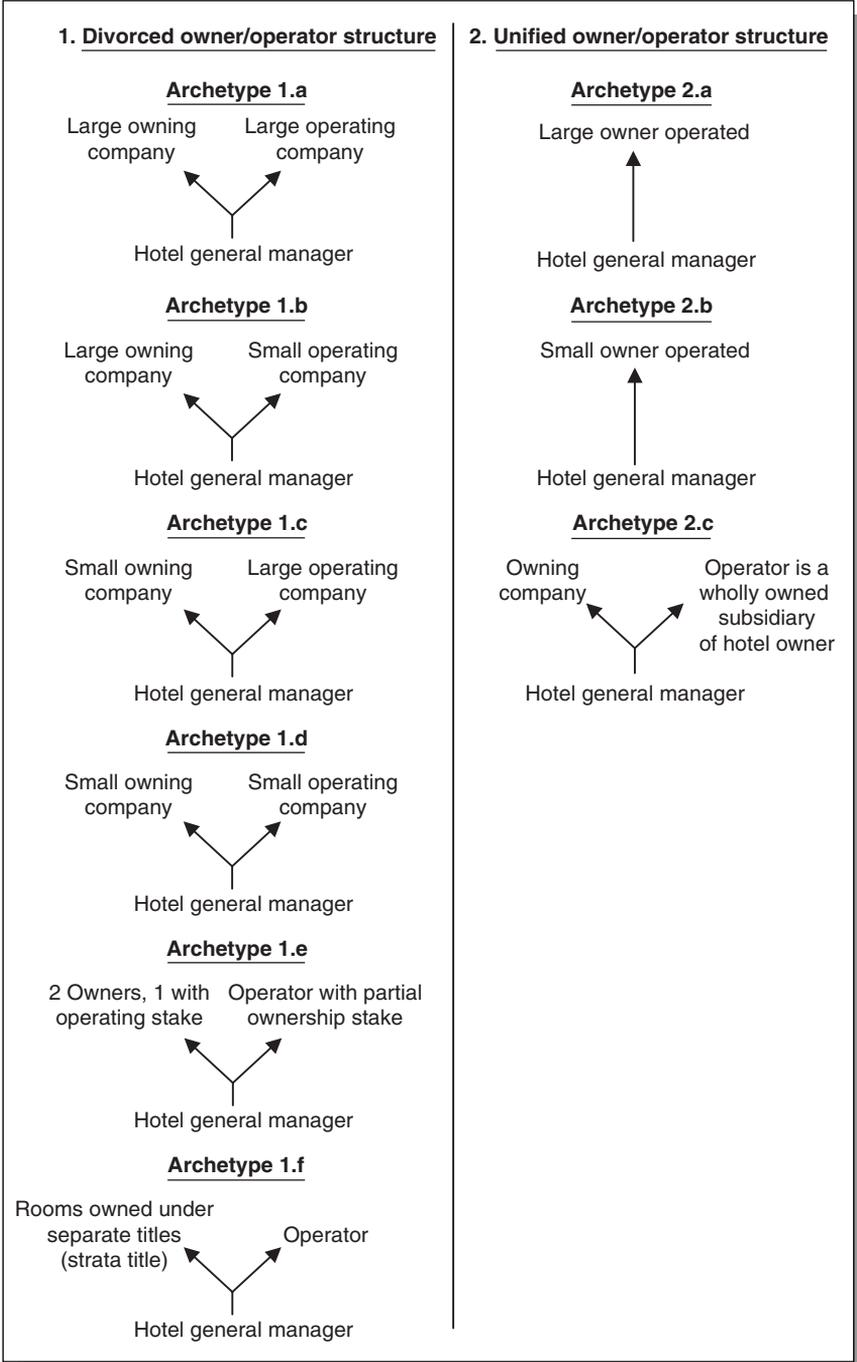 1. Divorced owner/operator structure
Archetype 1.a
Large owning
company
Large operating
company
Hotel general manager
Archetype 1.b
Large owning
company
Small operating
company
Hotel general manager
Archetype 1.c
Small owning
company
Large operating
company
Hotel general manager
Archetype 1.d
Small owning
company
Small operating
company
Hotel general manager
Archetype 1.e
2 Owners, 1 with
operating stake
Operator with partial
ownership stake
Hotel general manager
Archetype 1.f
Rooms owned under
separate titles
(strata title)
Operator
Hotel general manager
2. Unified owner/operator structure
Archetype 2.a
Large owner operated
Hotel general manager
Archetype 2.b
Small owner operated
Hotel general manager
Archetype 2.c
Owning
company
Operator is a
wholly owned
subsidiary
of hotel owner
Hotel general manager